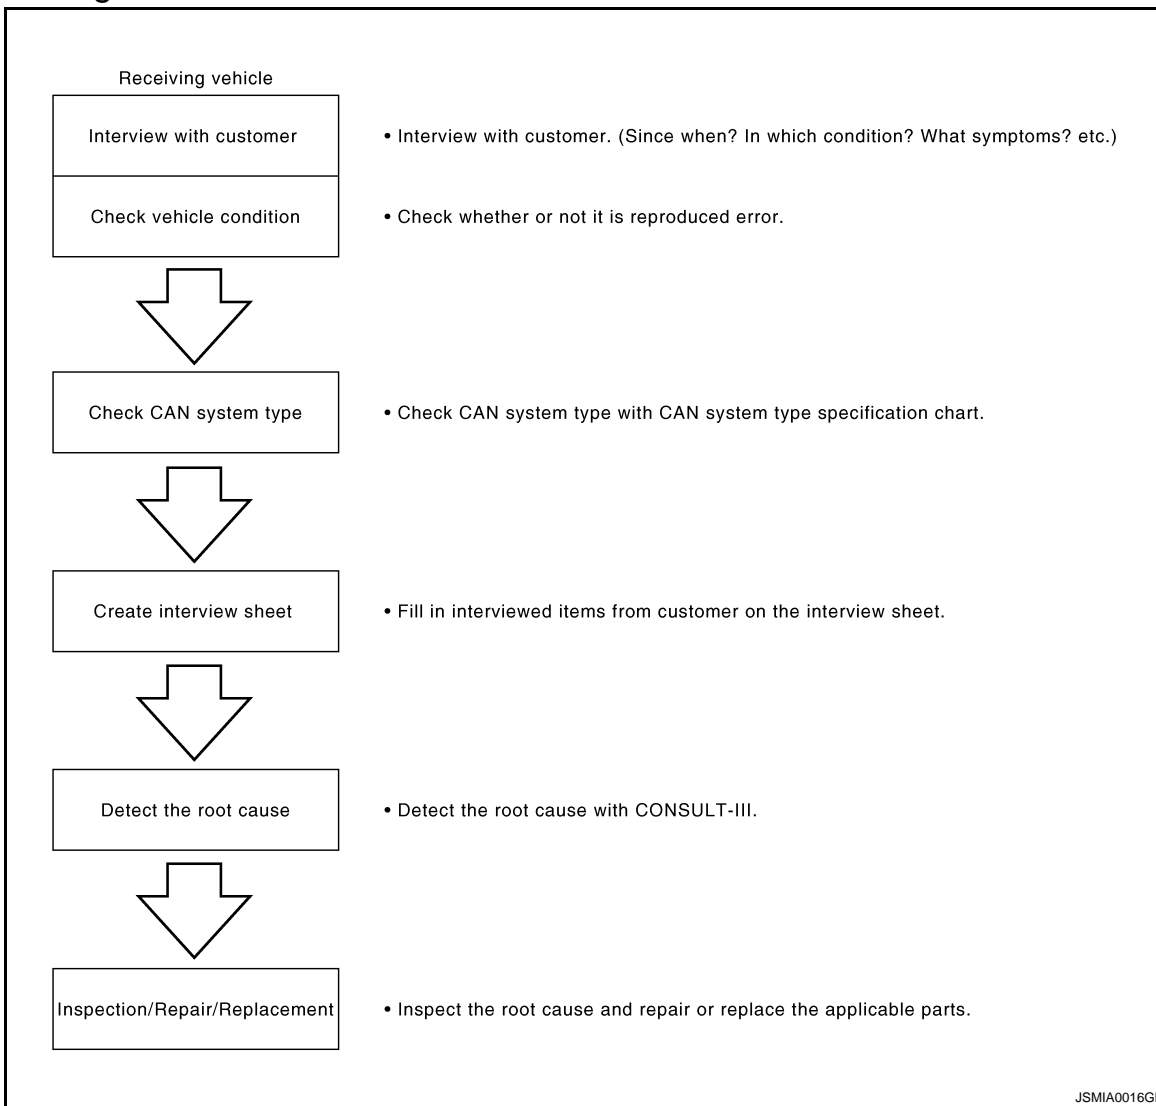 Receiving vehicle
Interview with customer
• Interview with customer. (Since when? In which condition? What symptoms? etc.)
Check vehicle condition
• Check whether or not it is reproduced error.
Check CAN system type
• Check CAN system type with CAN system type specification chart.
Create interview sheet
• Fill in interviewed items from customer on the interview sheet.
Detect the root cause
• Detect the root cause with CONSULT-III.
Inspection/Repair/Replacement
• Inspect the root cause and repair or replace the applicable parts.